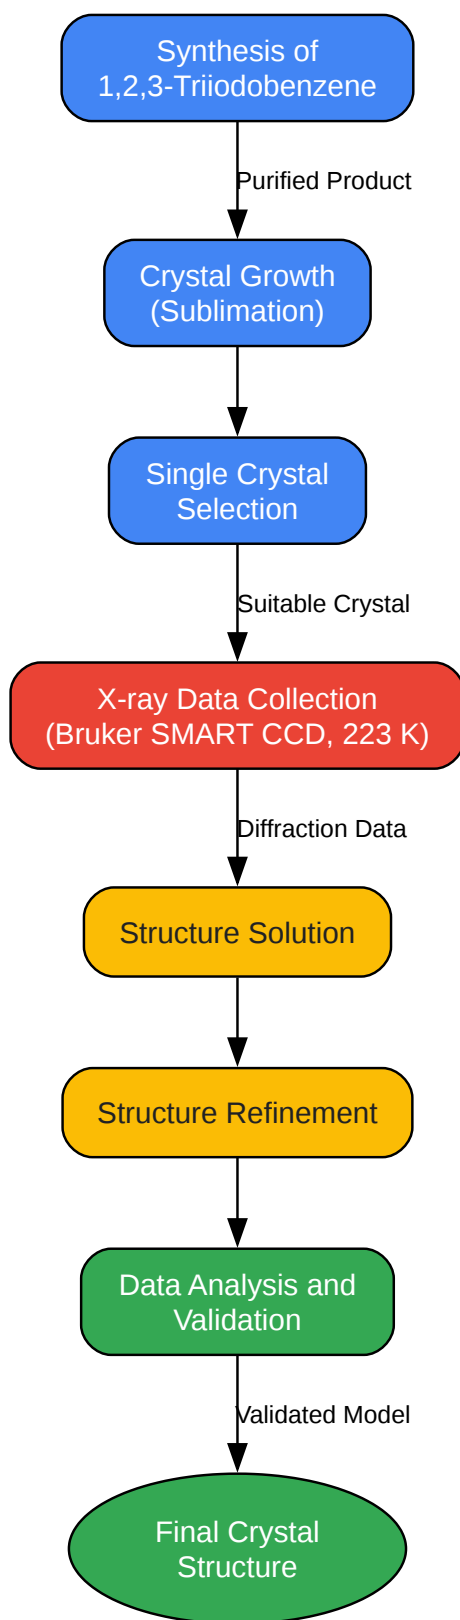 Synthesis of
1,2,3-Triiodobenzene
Purified Product
Crystal Growth
(Sublimation)
Single Crystal
Selection
Suitable Crystal
X-ray Data Collection
(Bruker SMART CCD, 223 K)
Diffraction Data
Structure Solution
Structure Refinement
Data Analysis and
Validation
Validated Model
Final Crystal
Structure